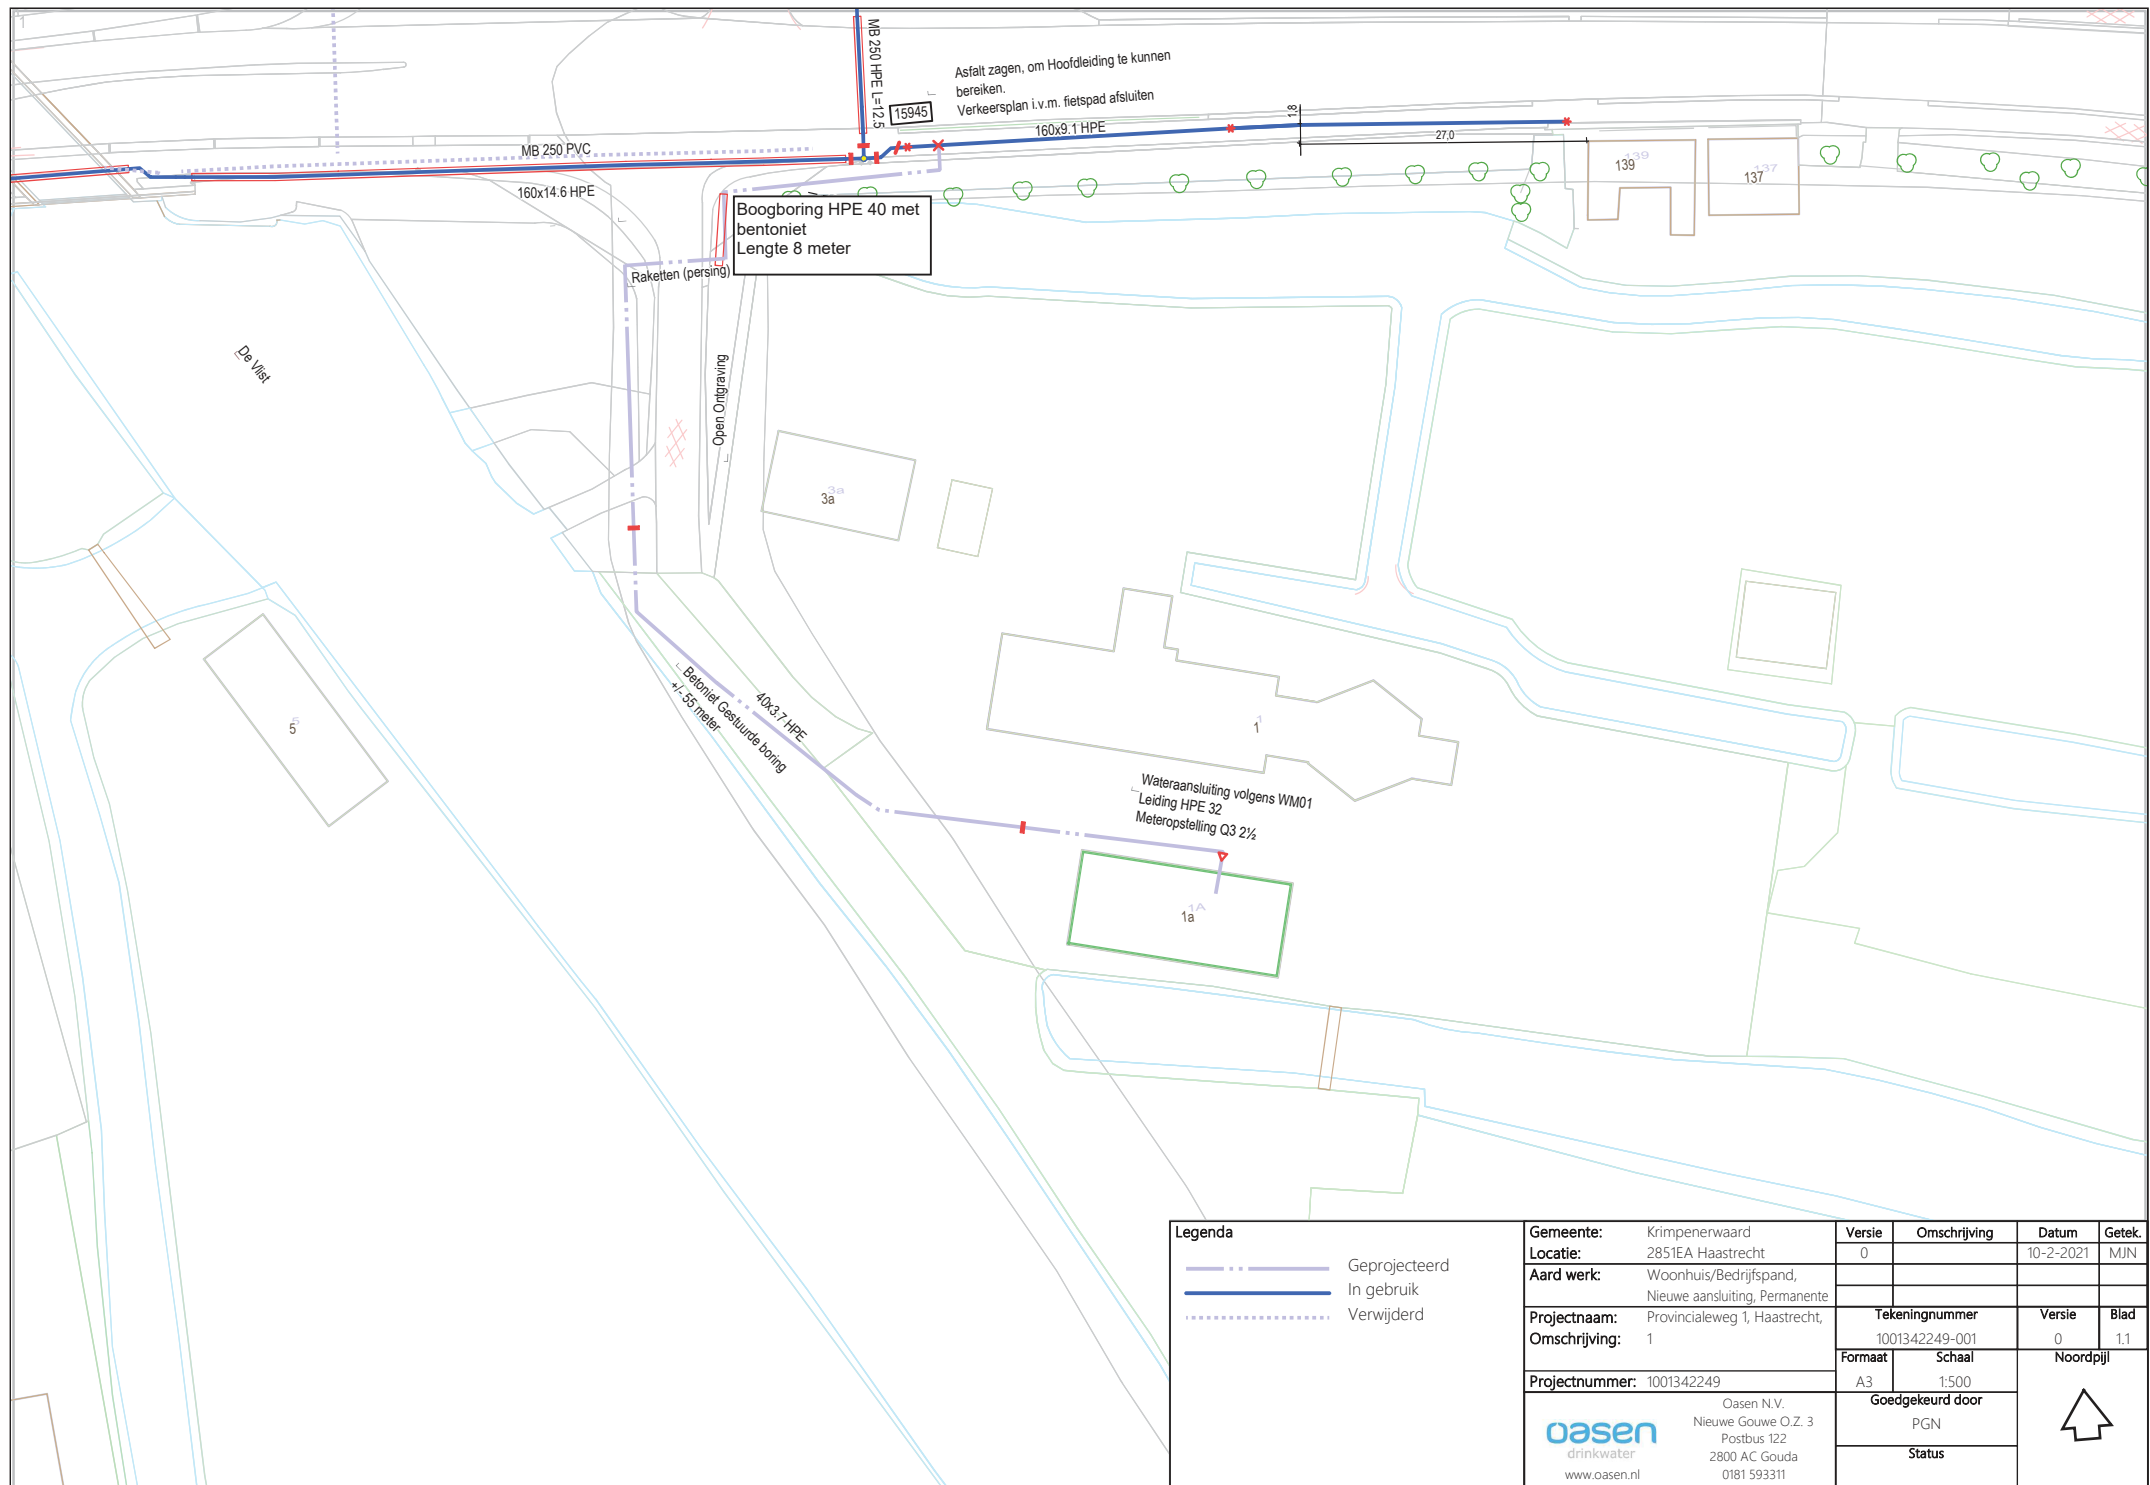 MB 250 HPE L=12.5
Asfalt zagen, om Hoofdleiding te kunnen
bereiken.
Verkeersplan i.v.m. fietspad afsluiten
15945
160x9.1 HPE
1,8
27,0
MB 250 PVC
160x14.6 HPE
139
139
137
137
Boogboring HPE 40 met
bentoniet
Lengte 8 meter
Raketten (persing)
De Vlist
Open Ontgraving
3a
3a
Betoniet Gestuurde boring
+/- 55 meter
40x3.7 HPE
5
5
1
1
Wateraansluiting volgens WM01
Leiding HPE 32
Meteropstelling Q3 2½
1A
1a
Legenda
Geprojecteerd
In gebruik
Verwijderd
Gemeente: Krimpenerwaard
Locatie: 2851EA Haastrecht
Aard werk: Woonhuis/Bedrijfspand,
Nieuwe aansluiting, Permanente
Projectnaam: Provincialeweg 1, Haastrecht,
Omschrijving: 1
Projectnummer: 1001342249
Versie Omschrijving Datum Getek.
0 10-2-2021 MJN
Tekeningnummer Versie Blad
1001342249-001 0 1.1
Formaat Schaal Noordpijl
A3 1:500
Goedgekeurd door
PGN
Status
oasen
drinkwater
www.oasen.nl
Oasen N.V.
Nieuwe Gouwe O.Z. 3
Postbus 122
2800 AC Gouda
0181 593311